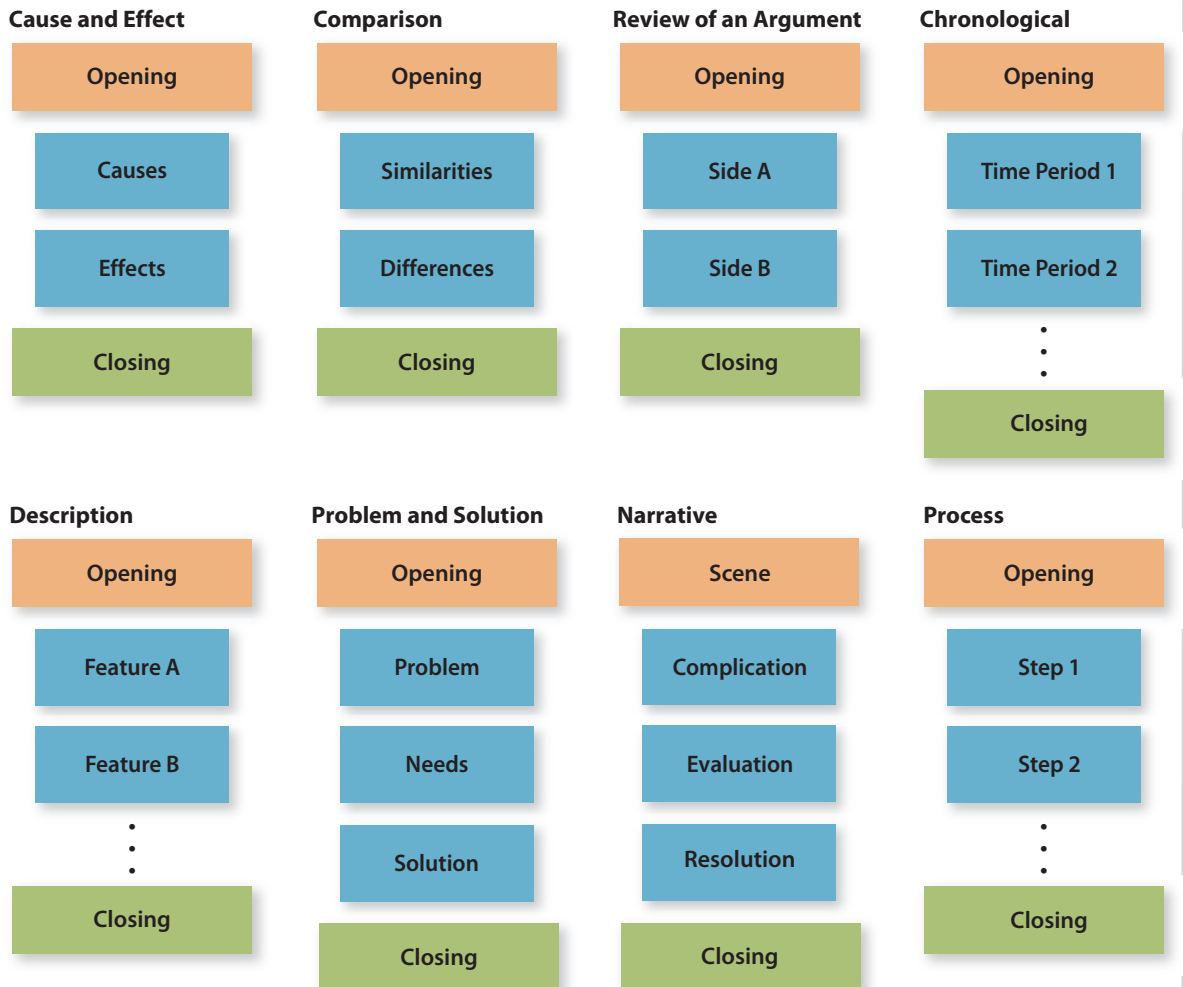 Cause and Effect
Opening
Causes
Effects
Closing
Comparison
Opening
Similarities
Differences
Closing
Review of an Argument
Opening
Side A
Side B
Closing
Chronological
Opening
Time Period 1
Time Period 2
Closing
Description
Opening
Feature A
Feature B
Closing
Problem and Solution
Opening
Problem
Needs
Solution
Closing
Narrative
Scene
Complication
Evaluation
Resolution
Closing
Process
Opening
Step 1
Step 2
Closing